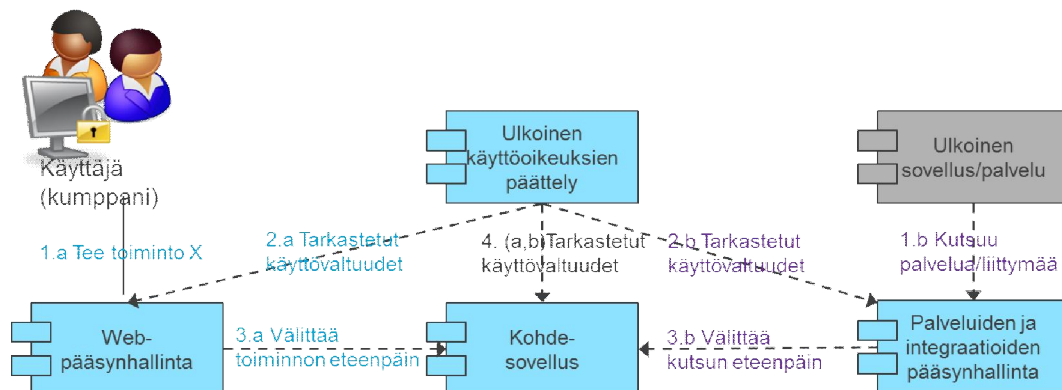 Ulkoinen
käyttöoikeuksien
päättely
Ulkoinen
sovellus/palvelu
Käyttäjä
(kumppani)
1.a Tee toiminto X
2.a Tarkastetut
käyttövaltuudet
4. (a,b)Tarkastetut
käyttövaltuudet
2.b Tarkastetut
käyttövaltuudet
1.b Kutsuu
palvelua/liittymää
Web-
pääsynhallinta
3.a Välittää
toiminnon eteenpäin
Kohde-
sovellus
3.b Välittää
kutsun eteenpäin
Palveluiden ja
integraatioiden
pääsynhallinta